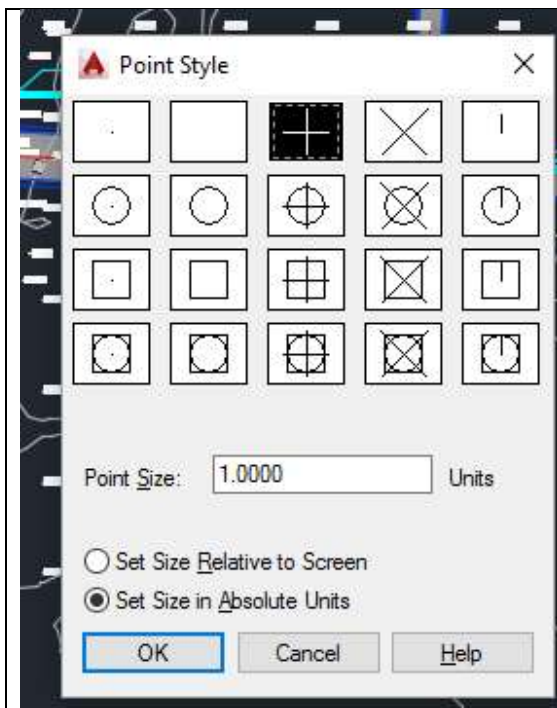 Point Style
Point Size: 1.0000 Units
Set Size Relative to Screen
Set Size in Absolute Units
OK Cancel Help